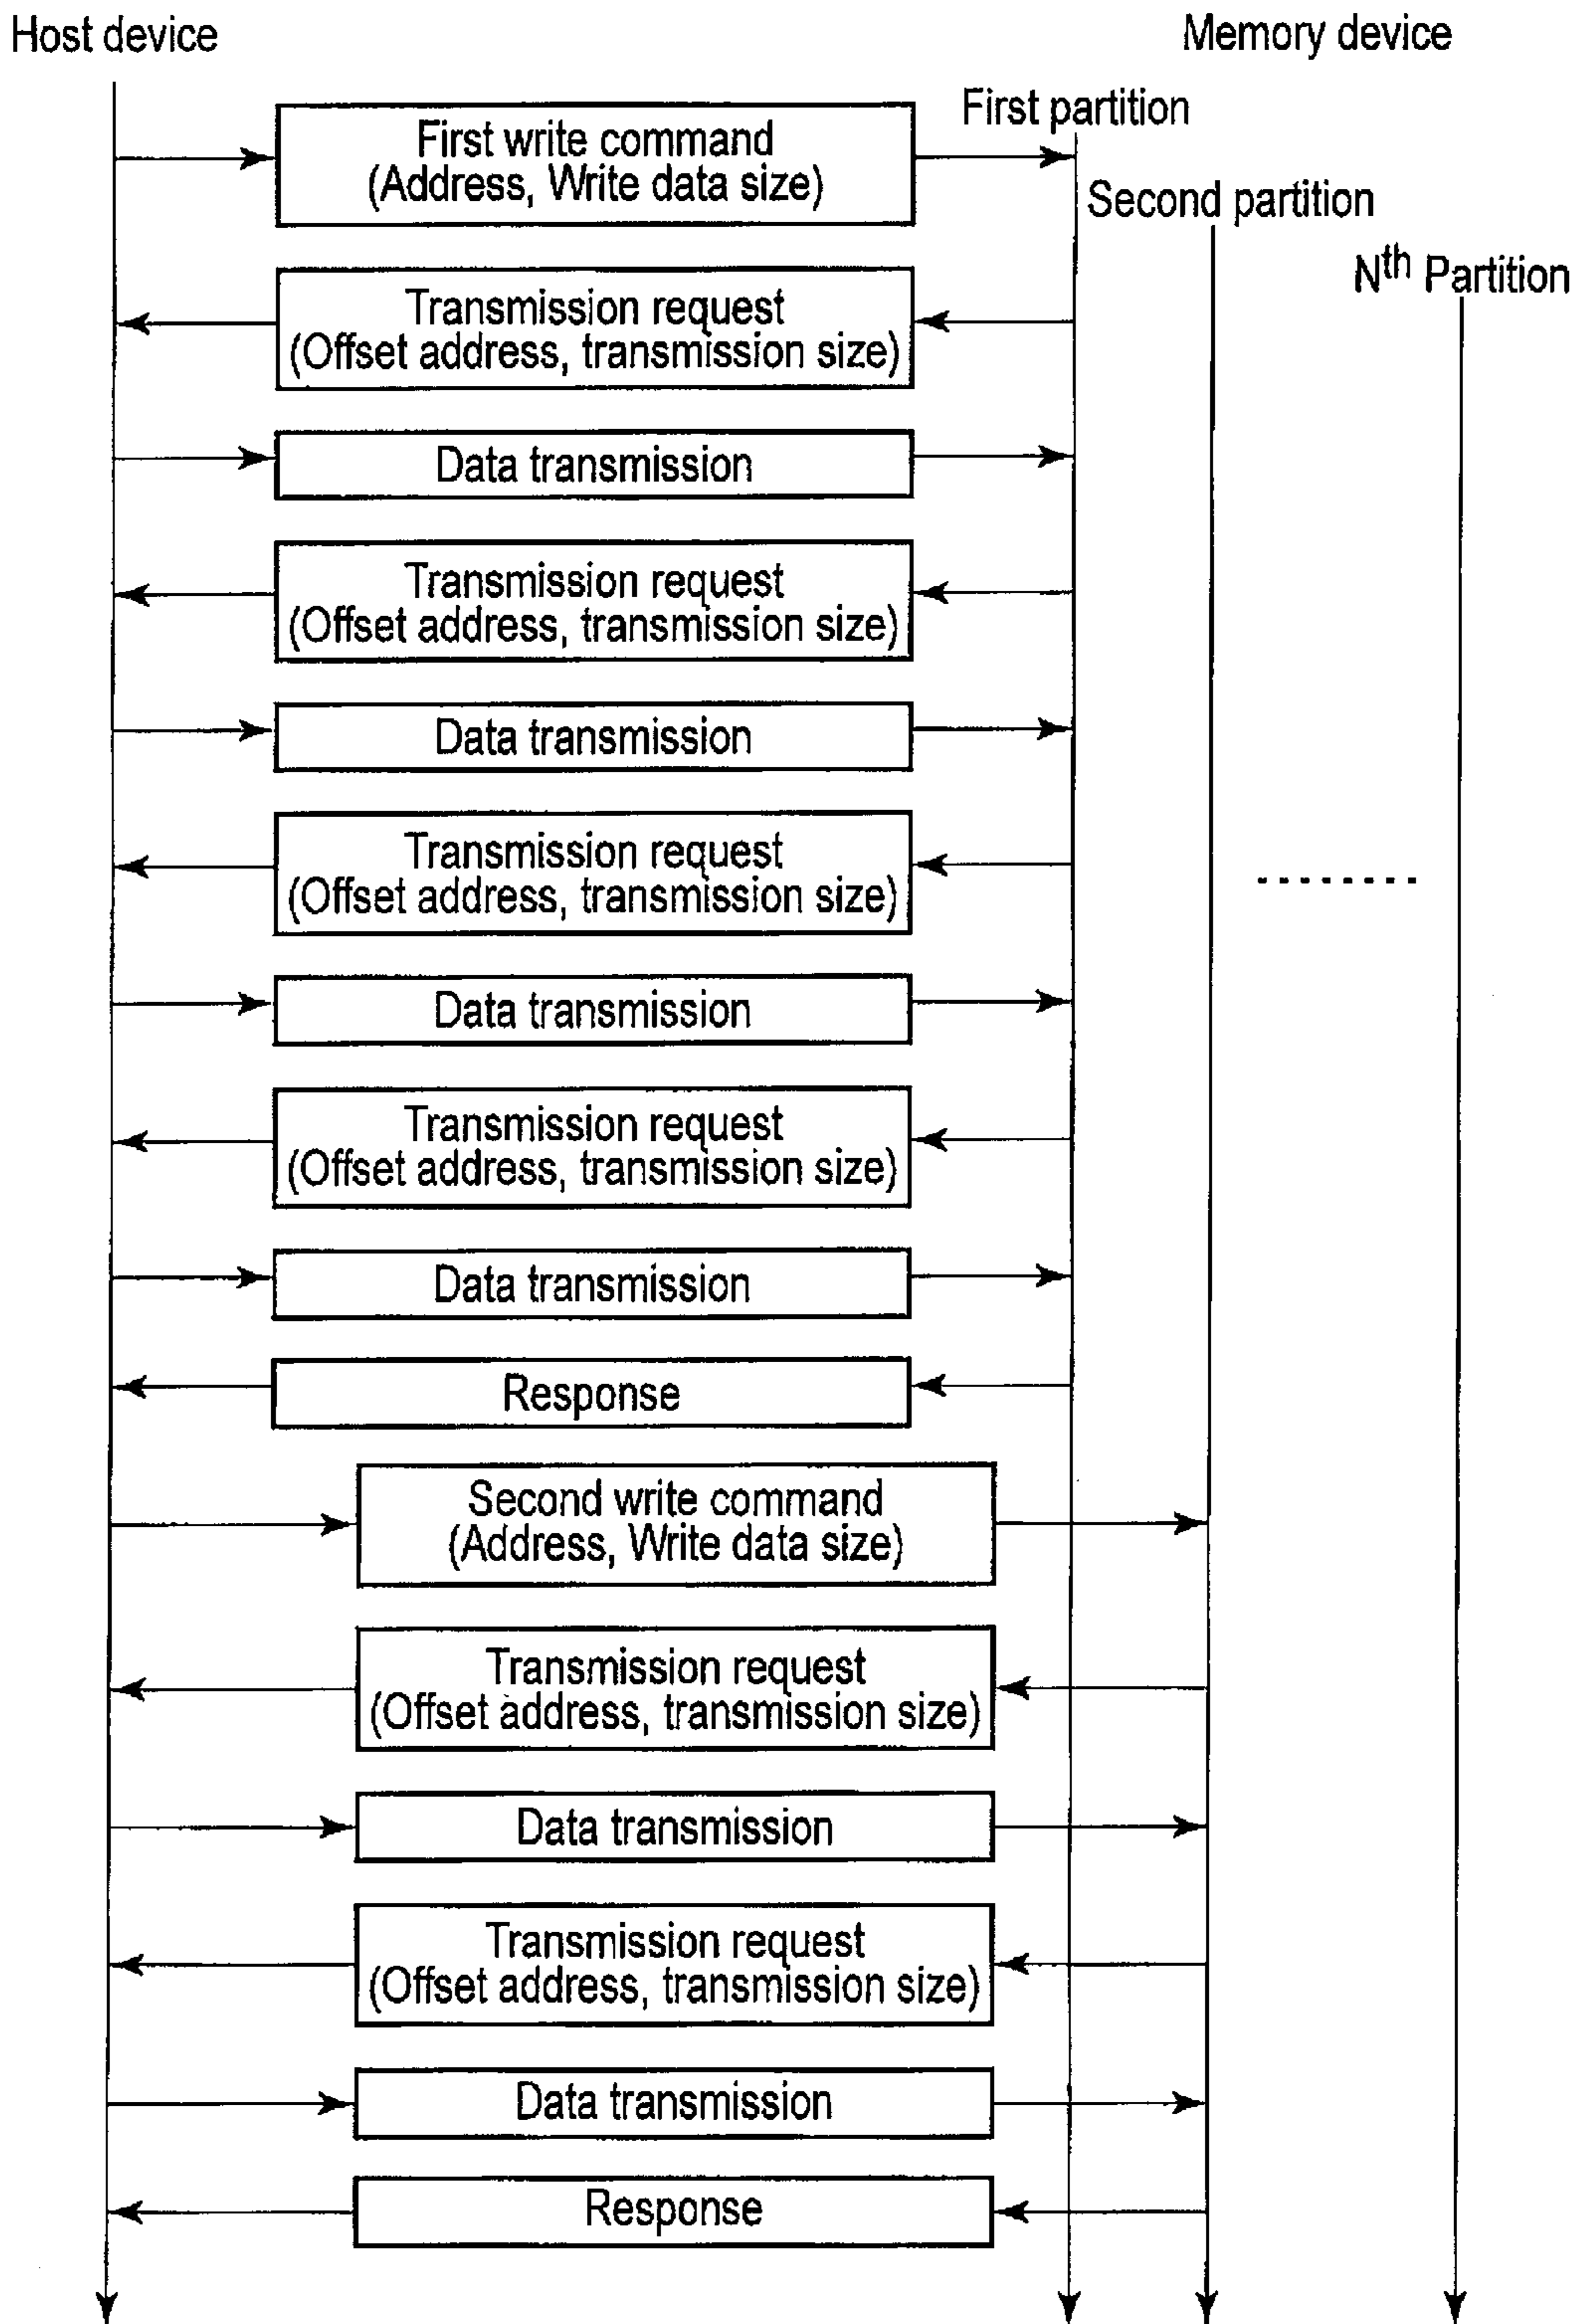 Host device
Memory device
First partition
First write command
(Address, Write data size)
Second partition
Nth Partition
Transmission request
(Offset address, transmission size)
Data transmission
Transmission request
(Offset address, transmission size)
Data transmission
Transmission request
(Offset address, transmission size)
Data transmission
Transmission request
(Offset address, transmission size)
Data transmission
Response
Second write command
(Address, Write data size)
Transmission request
(Offset address, transmission size)
Data transmission
Transmission request
(Offset address, transmission size)
Data transmission
Response